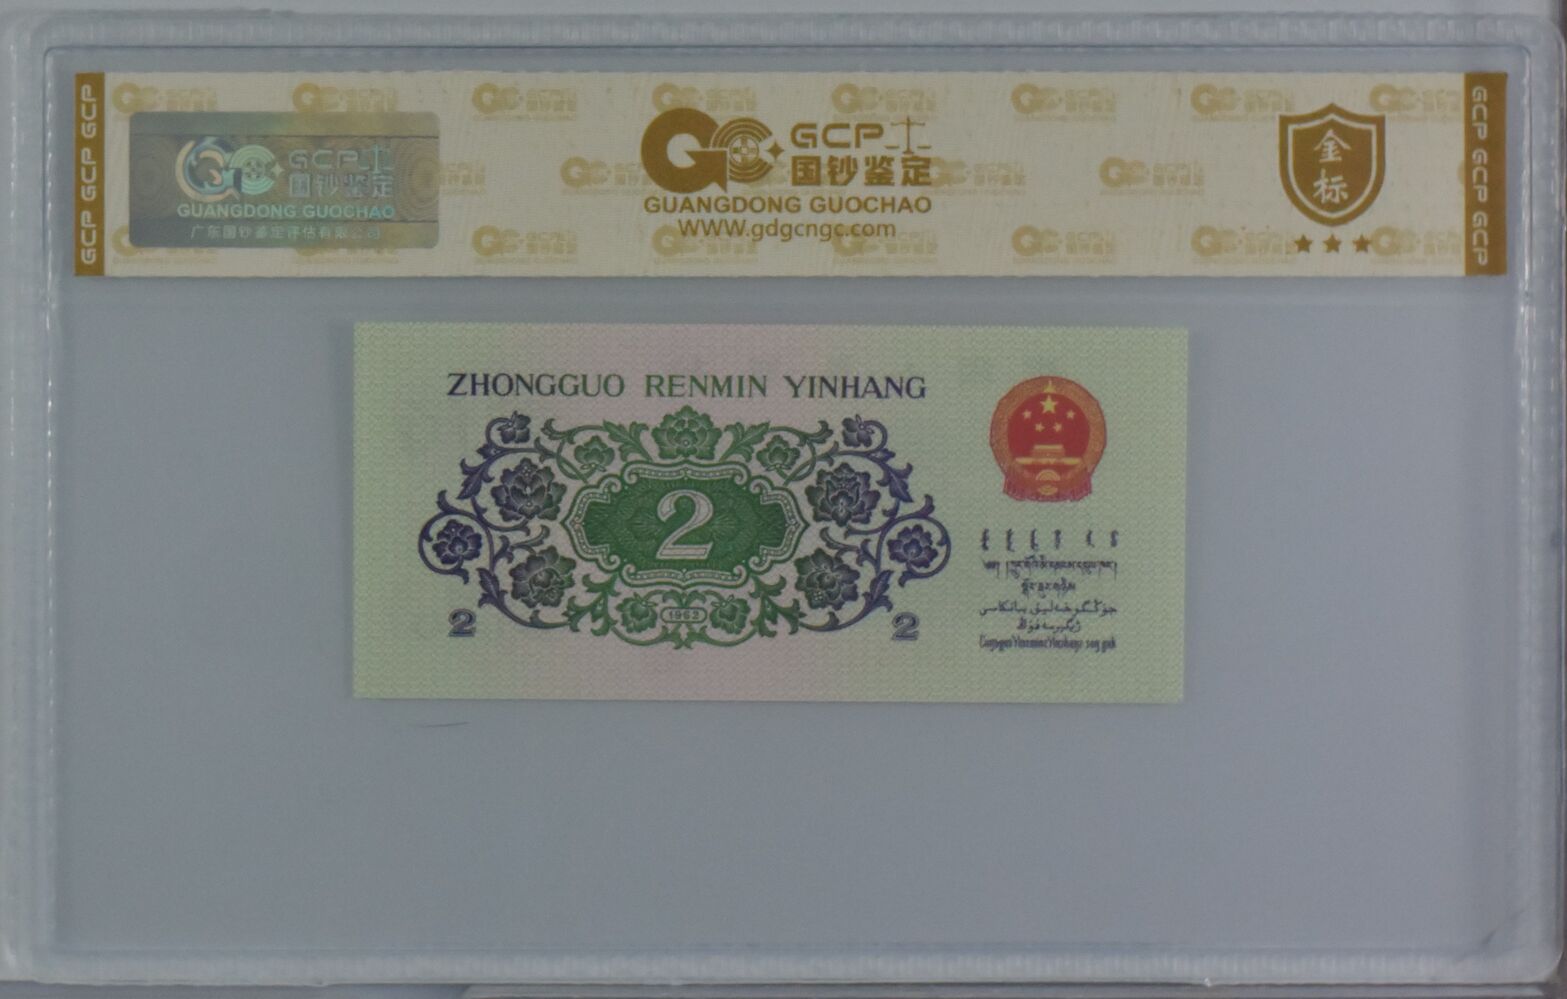 GCP GCP GCP
GCP 国钞鉴定
GUANGDONG GUOCHAO
广东国钞鉴定评估有限公司
GCP
国钞鉴定
GUANGDONG GUOCHAO
WWW.gdgcngc.com
金标
GCP GCP GCP
ZHONGGUO RENMIN YINHANG
2
1962
2
2